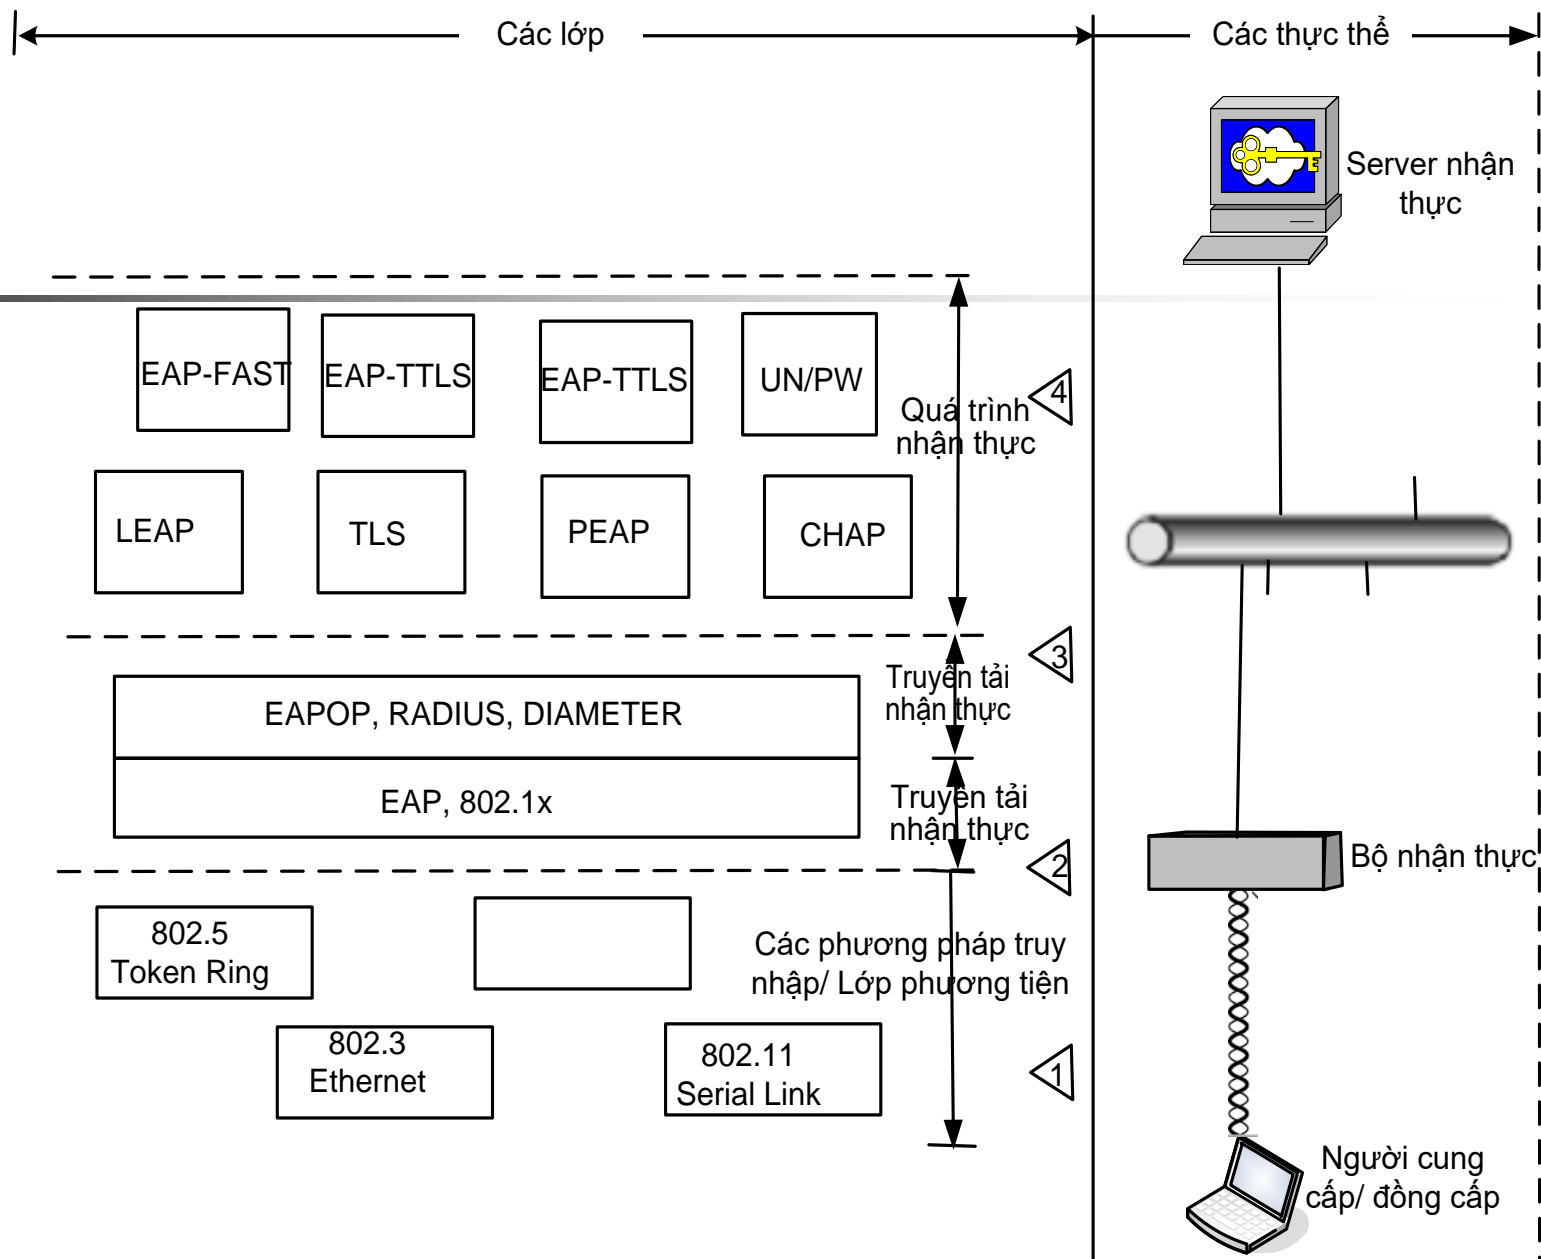 Các lớp
Các thực thể
Server nhận
thực
EAP-FAST
EAP-TTLS
EAP-TTLS
UN/PW
4
Quá trình
nhận thực
LEAP
TLS
PEAP
CHAP
3
Truyền tải
nhận thực
EAPOP, RADIUS, DIAMETER
EAP, 802.1x
Truyền tải
nhận thực
2
Bộ nhận thực
802.5
Token Ring
Các phương pháp truy
nhập/ Lớp phương tiện
802.3
Ethernet
802.11
Serial Link
1
Người cung
cấp/ đồng cấp